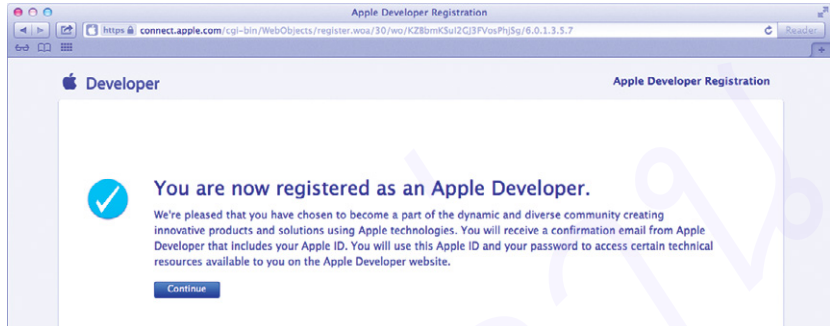 Apple Developer Registration
https connect.apple.com/cgi-bin/WebObjects/register.woa/30/wo/KZ8bmKSul2GJ3FVosPhJSg/6.0.1.3.5.7 Reader
Developer Apple Developer Registration
You are now registered as an Apple Developer.
We're pleased that you have chosen to become a part of the dynamic and diverse community creating
innovative products and solutions using Apple technologies. You will receive a confirmation email from Apple
Developer that includes your Apple ID. You will use this Apple ID and your password to access certain technical
resources available to you on the Apple Developer website.
Continue